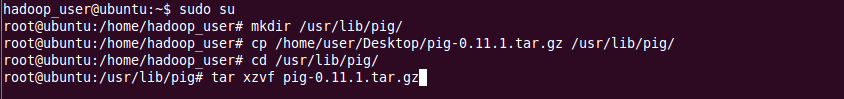 hadoop_user@ubuntu:~$ sudo su
root@ubuntu:/home/hadoop_user# mkdir /usr/lib/pig/
root@ubuntu:/home/hadoop_user# cp /home/user/Desktop/pig-0.11.1.tar.gz /usr/lib/pig/
root@ubuntu:/home/hadoop_user# cd /usr/lib/pig/
root@ubuntu:/usr/lib/pig# tar xzvf pig-0.11.1.tar.gz